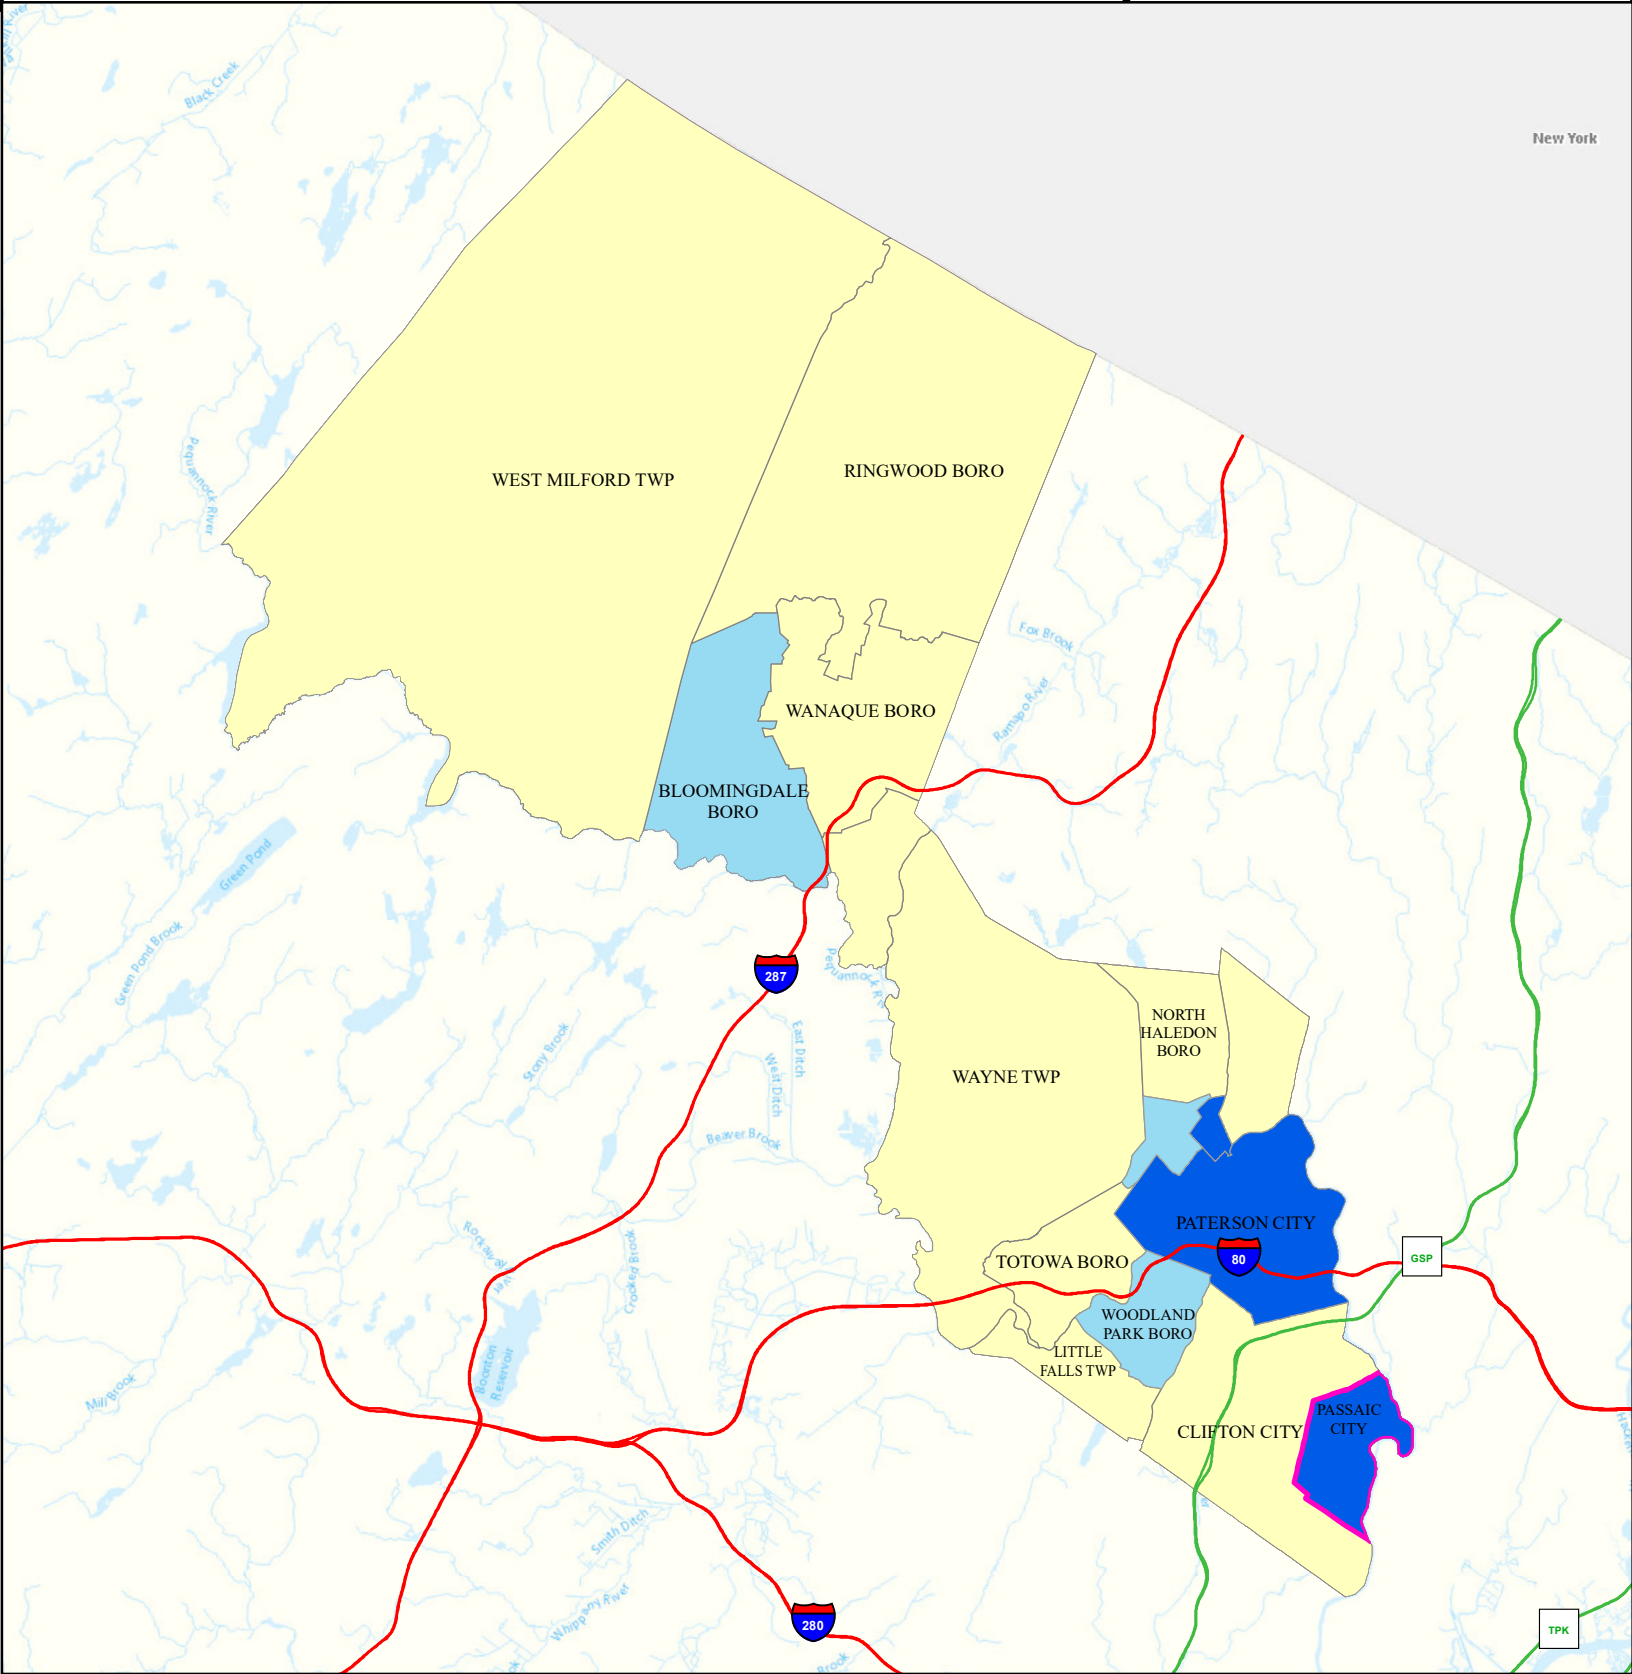 New York
Black Creek
Pequannock River
WEST MILFORD TWP
RINGWOOD BORO
Fox Brook
Ramapo River
WANAQUE BORO
BLOOMINGDALE
BORO
Green Pond
Green Pond Brook
287
NORTH
HALEDON
BORO
Stony Brook
East Ditch
West Ditch
WAYNE TWP
Beaver Brook
PATERSON CITY
Crooked Brook
TOTOWA BORO
80
GSP
WOODLAND
PARK BORO
LITTLE
FALLS TWP
Boonton
Reservoir
Mill Brook
PASSAIC
CITY
CLIFTON CITY
Smith Ditch
Whippany River
280
TPK
Brook